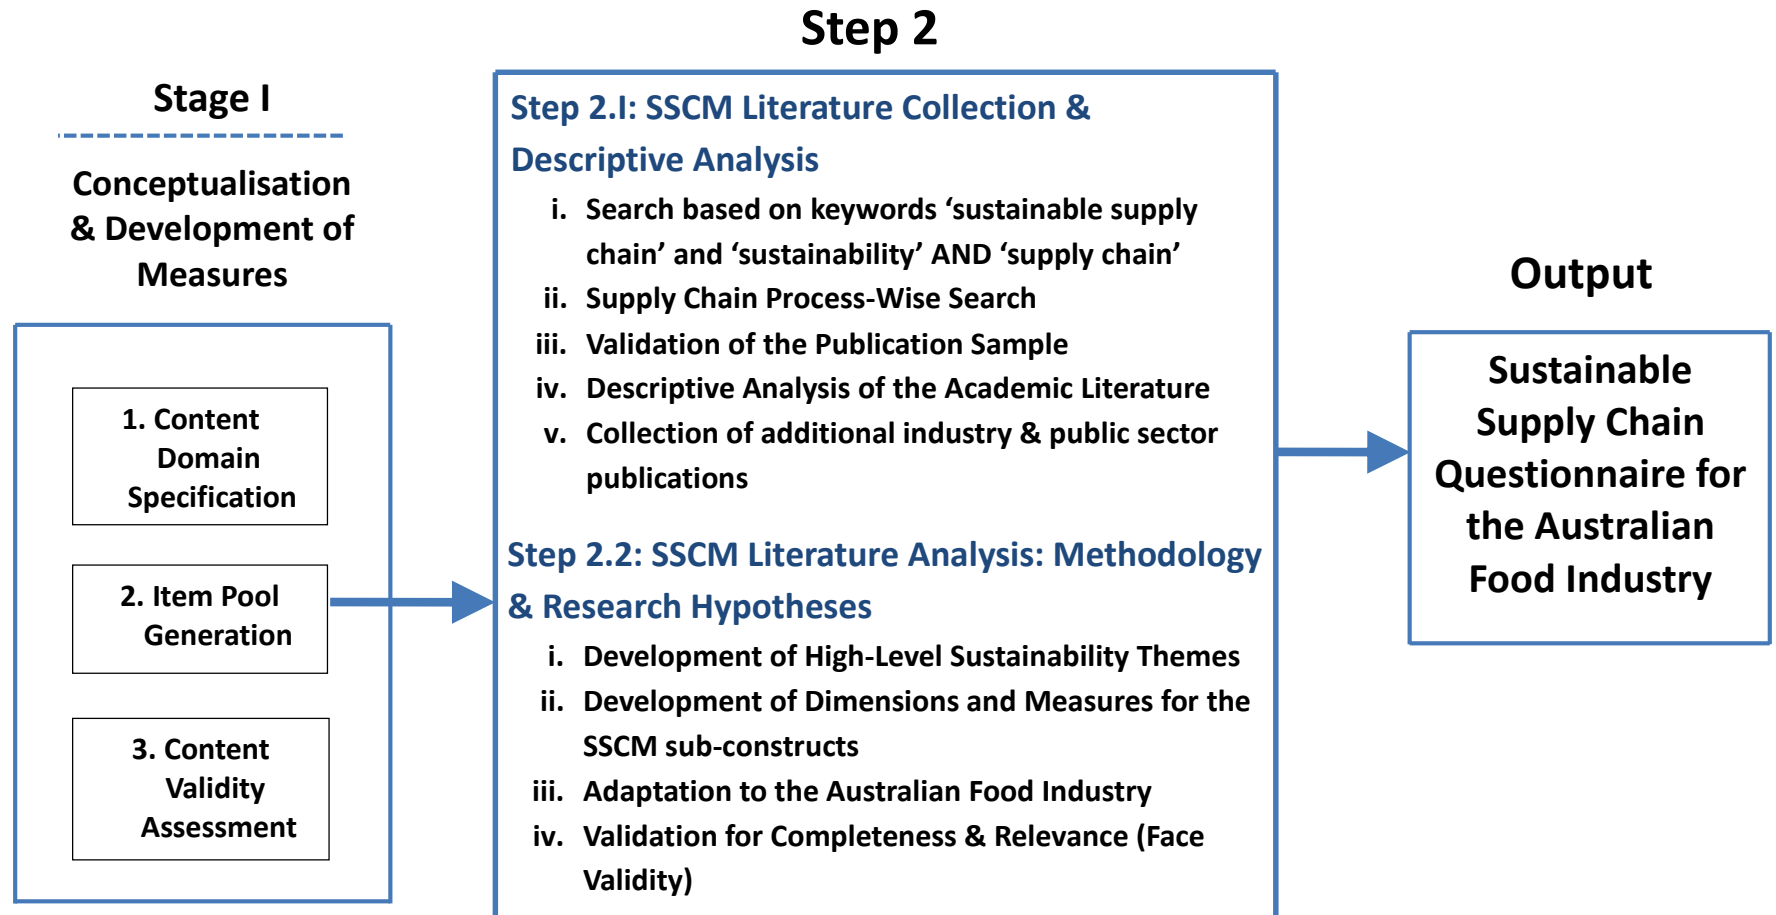 Step 2
Stage I
Conceptualisation
& Development of
Measures
1. Content
Domain
Specification
2. Item Pool
Generation
3. Content
Validity
Assessment
Step 2.I: SSCM Literature Collection &
Descriptive Analysis
i. Search based on keywords ‘sustainable supply
chain’ and ‘sustainability’ AND ‘supply chain’
ii. Supply Chain Process-Wise Search
iii. Validation of the Publication Sample
iv. Descriptive Analysis of the Academic Literature
v. Collection of additional industry & public sector
publications
Step 2.2: SSCM Literature Analysis: Methodology
& Research Hypotheses
i. Development of High-Level Sustainability Themes
ii. Development of Dimensions and Measures for the
SSCM sub-constructs
iii. Adaptation to the Australian Food Industry
iv. Validation for Completeness & Relevance (Face
Validity)
Output
Sustainable
Supply Chain
Questionnaire for
the Australian
Food Industry